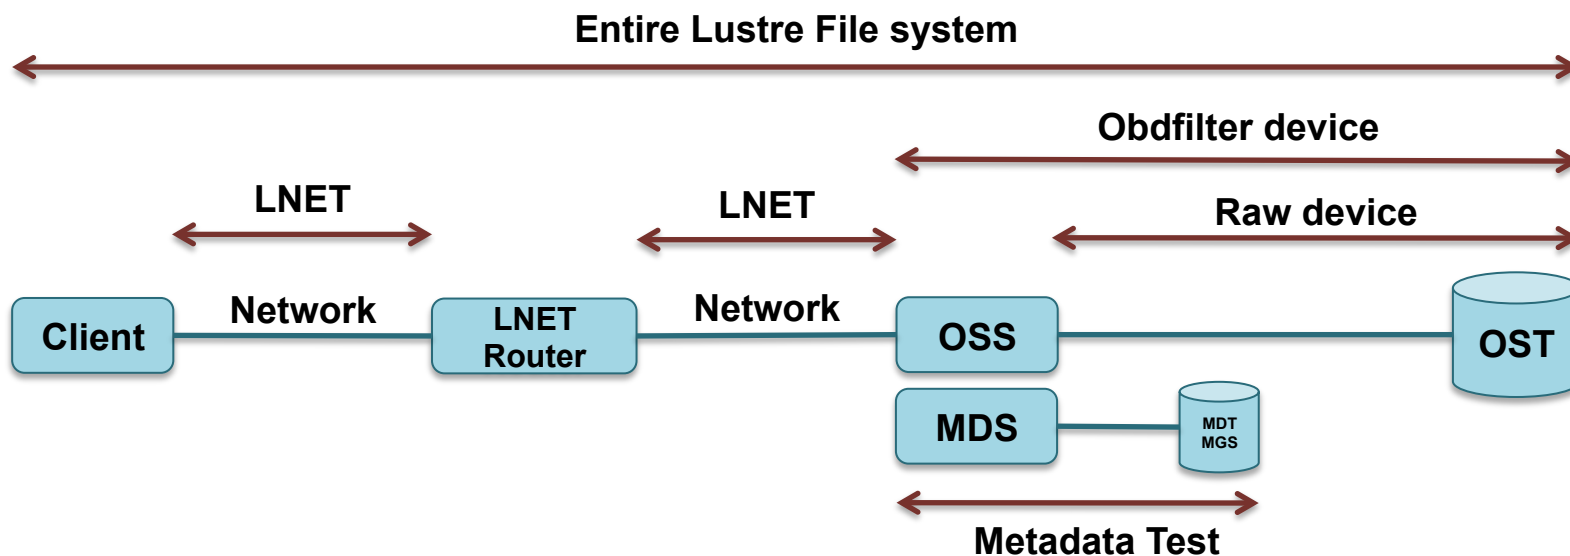 Entire Lustre File system
Obdfilter device
LNET
LNET
Raw device
Client
Network
LNET
Router
Network
OSS
OST
MDS
MDT
MGS
Metadada Test